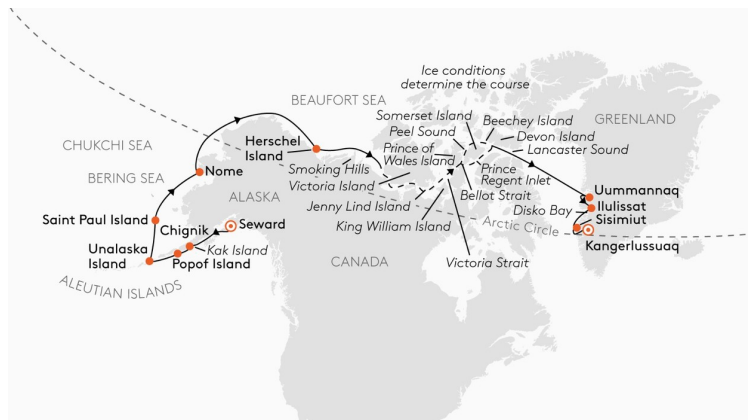 Ice conditions
determine the course
BEAUFORT SEA
Somerset Island
Beechey Island
GREENLAND
Peel Sound
Devon Island
CHUKCHI SEA
Herschel
Island
Prince of
Wales Island
Lancaster Sound
Smoking Hills
Prince
Regent Inlet
BERING SEA
Nome
Victoria Island
Bellot Strait
Uummannaq
ALASKA
Jenny Lind Island
Disko Bay
Ilulissat
Saint Paul Island
Chignik
Seward
King William Island
Arctic Circle
Sisimiut
Kak Island
Kangerlussuaq
Unalaska
Island
Popof Island
CANADA
Victoria Strait
ALEUTIAN ISLANDS